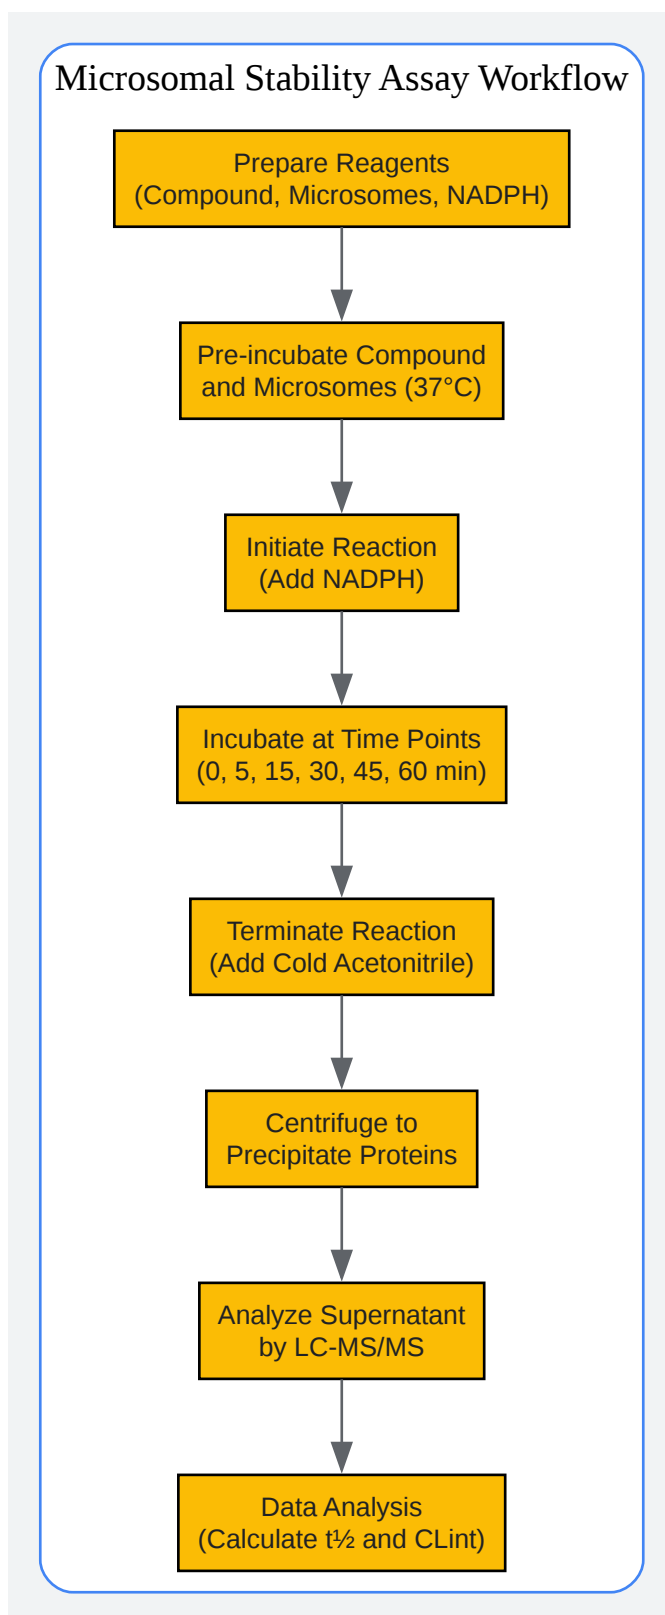 Microsomal Stability Assay Workflow
Prepare Reagents
(Compound, Microsomes, NADPH)
Pre-incubate Compound
and Microsomes (37°C)
Initiate Reaction
(Add NADPH)
Incubate at Time Points
(0, 5, 15, 30, 45, 60 min)
Terminate Reaction
(Add Cold Acetonitrile)
Centrifuge to
Precipitate Proteins
Analyze Supernatant
by LC-MS/MS
Data Analysis
(Calculate t½ and CLint)